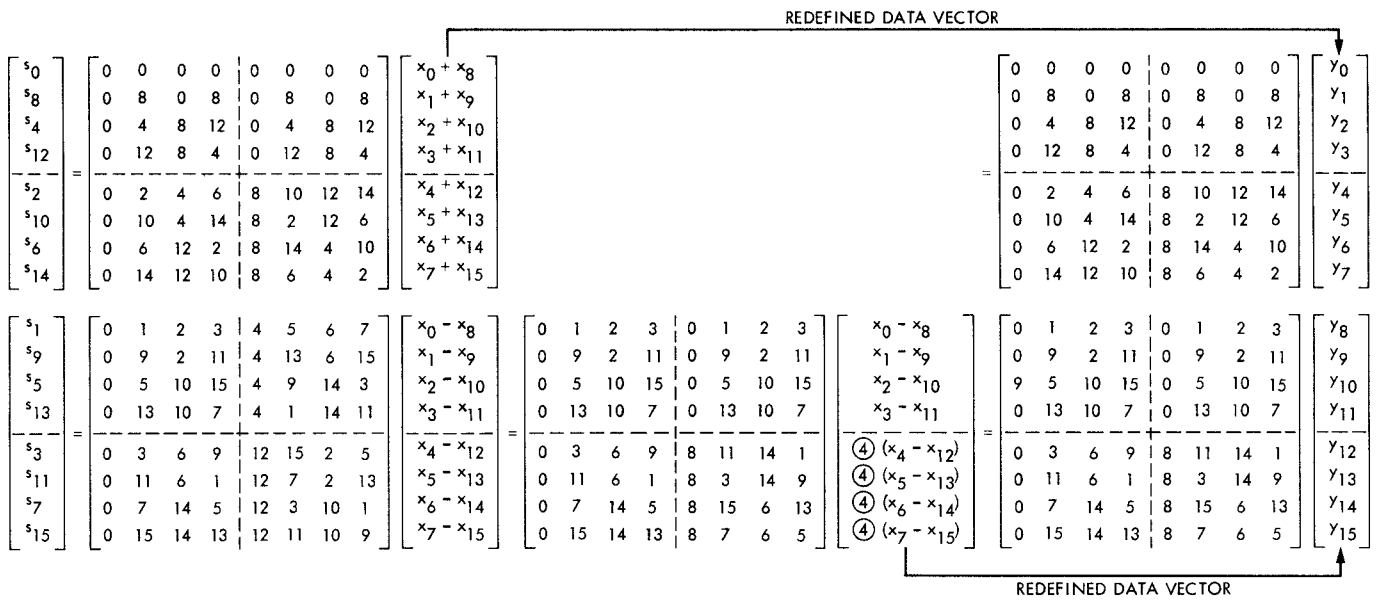 REDEFINED DATA VECTOR
s0 0 0 0 0 0 0 0 0 x0 + x8 0 0 0 0 0 0 0 0 y0
s8 0 8 0 8 0 8 0 8 x1 + x9 0 8 0 8 0 8 0 8 y1
s4 0 4 8 12 0 4 8 12 x2 + x10 0 4 8 12 0 4 8 12 y2
s12 0 12 8 4 0 12 8 4 x3 + x11 0 12 8 4 0 12 8 4 y3
= =
s2 0 2 4 6 8 10 12 14 x4 + x12 0 2 4 6 8 10 12 14 y4
s10 0 10 4 14 8 2 12 6 x5 + x13 0 10 4 14 8 2 12 6 y5
s6 0 6 12 2 8 14 4 10 x6 + x14 0 6 12 2 8 14 4 10 y6
s14 0 14 12 10 8 6 4 2 x7 + x15 0 14 12 10 8 6 4 2 y7
s1 0 1 2 3 4 5 6 7 x0 - x8 0 1 2 3 0 1 2 3 x0 - x8 0 1 2 3 0 1 2 3 y8
s9 0 9 2 11 4 13 6 15 x1 - x9 0 9 2 11 0 9 2 11 x1 - x9 0 9 2 11 0 9 2 11 y9
s5 0 5 10 15 4 9 14 3 x2 - x10 0 5 10 15 0 5 10 15 x2 - x10 9 5 10 15 0 5 10 15 y10
s13 0 13 10 7 4 1 14 11 x3 - x11 0 13 10 7 0 13 10 7 x3 - x11 0 13 10 7 0 13 10 7 y11
= = =
s3 0 3 6 9 12 15 2 5 x4 - x12 0 3 6 9 8 11 14 1 ④ (x4 - x12) 0 3 6 9 8 11 14 1 y12
s11 0 11 6 1 12 7 2 13 x5 - x13 0 11 6 1 8 3 14 9 ④ (x5 - x13) 0 11 6 1 8 3 14 9 y13
s7 0 7 14 5 12 3 10 1 x6 - x14 0 7 14 5 8 15 6 13 ④ (x6 - x14) 0 7 14 5 8 15 6 13 y14
s15 0 15 14 13 12 11 10 9 x7 - x15 0 15 14 13 8 7 6 5 ④ (x7 - x15) 0 15 14 13 8 7 6 5 y15
REDEFINED DATA VECTOR